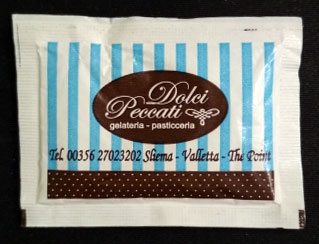 Dolci
Peccati
gelateria - pasticceria
Tel. 00356 27023202 Sliema - Valletta - The Point